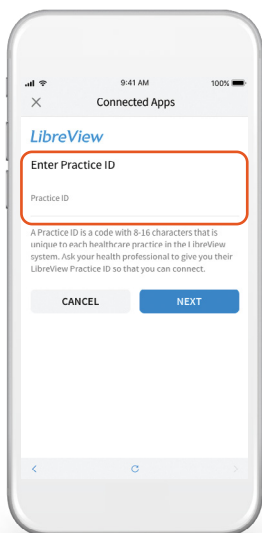 9:41 AM 100%
Connected Apps
LibreView
Enter Practice ID
Practice ID
A Practice ID is a code with 8-16 characters that is
unique to each healthcare practice in the LibreView
system. Ask your health professional to give you their
LibreView Practice ID so that you can connect.
CANCEL NEXT